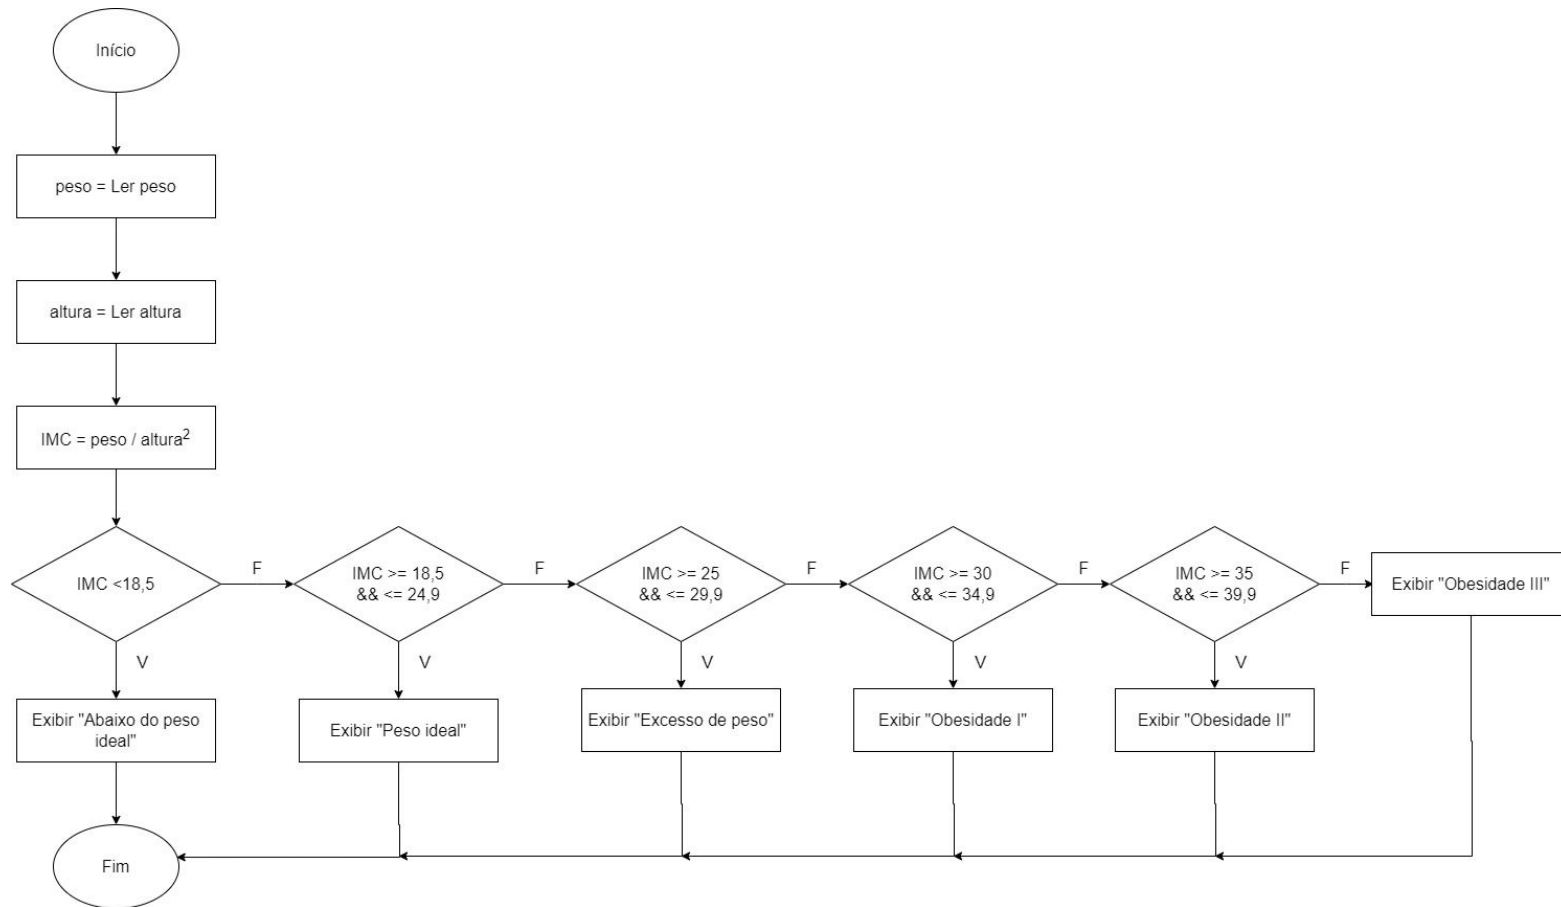 Início
peso = Ler peso
altura = Ler altura
IMC = peso / altura²
IMC <18,5
F
IMC >= 18,5
&& <= 24,9
F
IMC >= 25
&& <= 29,9
F
IMC >= 30
&& <= 34,9
F
IMC >= 35
&& <= 39,9
F
Exibir "Obesidade III"
V
V
V
V
V
Exibir "Abaixo do peso
ideal"
Exibir "Peso ideal"
Exibir "Excesso de peso"
Exibir "Obesidade I"
Exibir "Obesidade II"
Fim